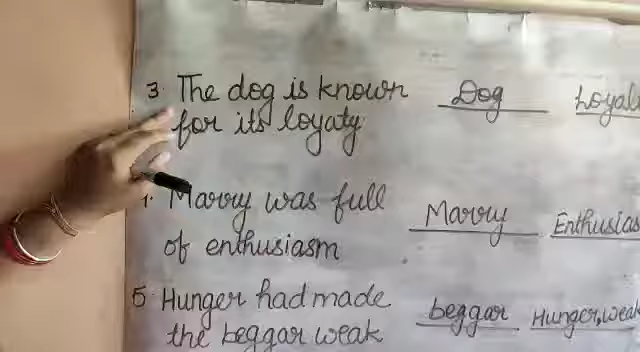 3. The dog is known Dog Loyal
for its loyaty
Marry was full Marry Enthusias
of enthusiasm
5. Hunger had made beggar Hunger, weak
the beggar weak